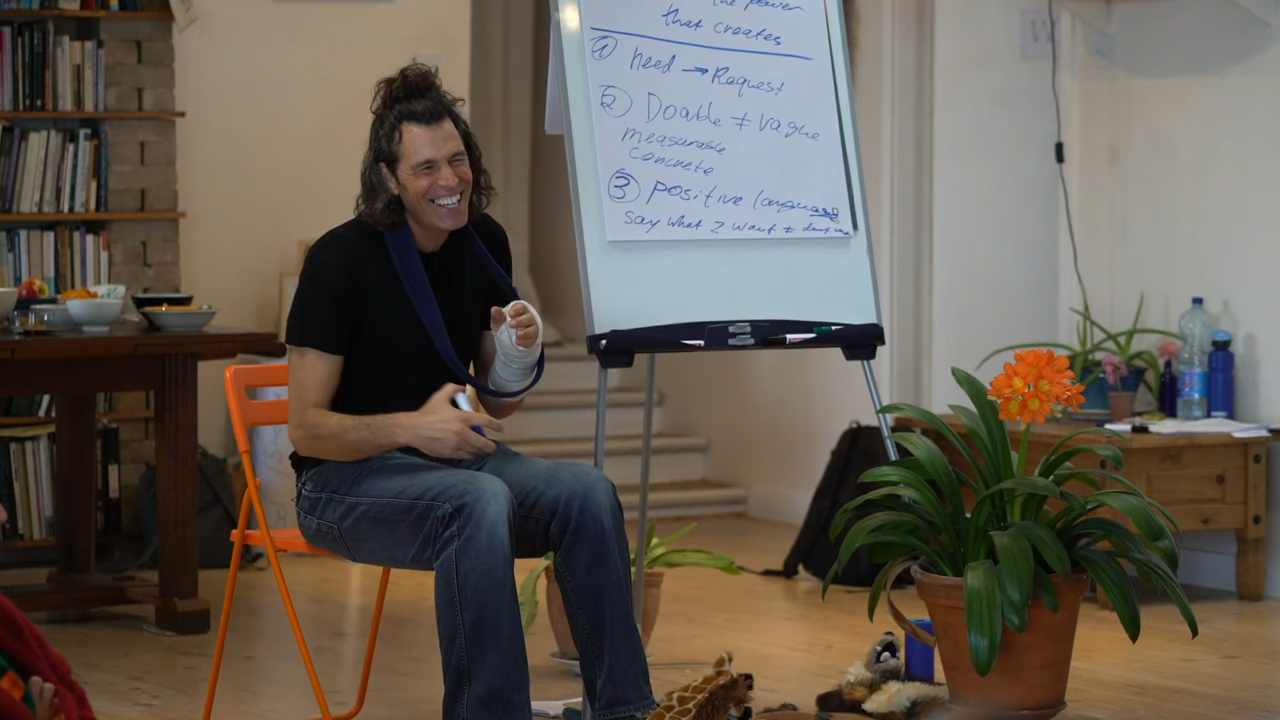 the power
that creates
① need → Request
② Doable ≠ vague
measurable
concrete
③ positive language
say what I want ≠ don't
W